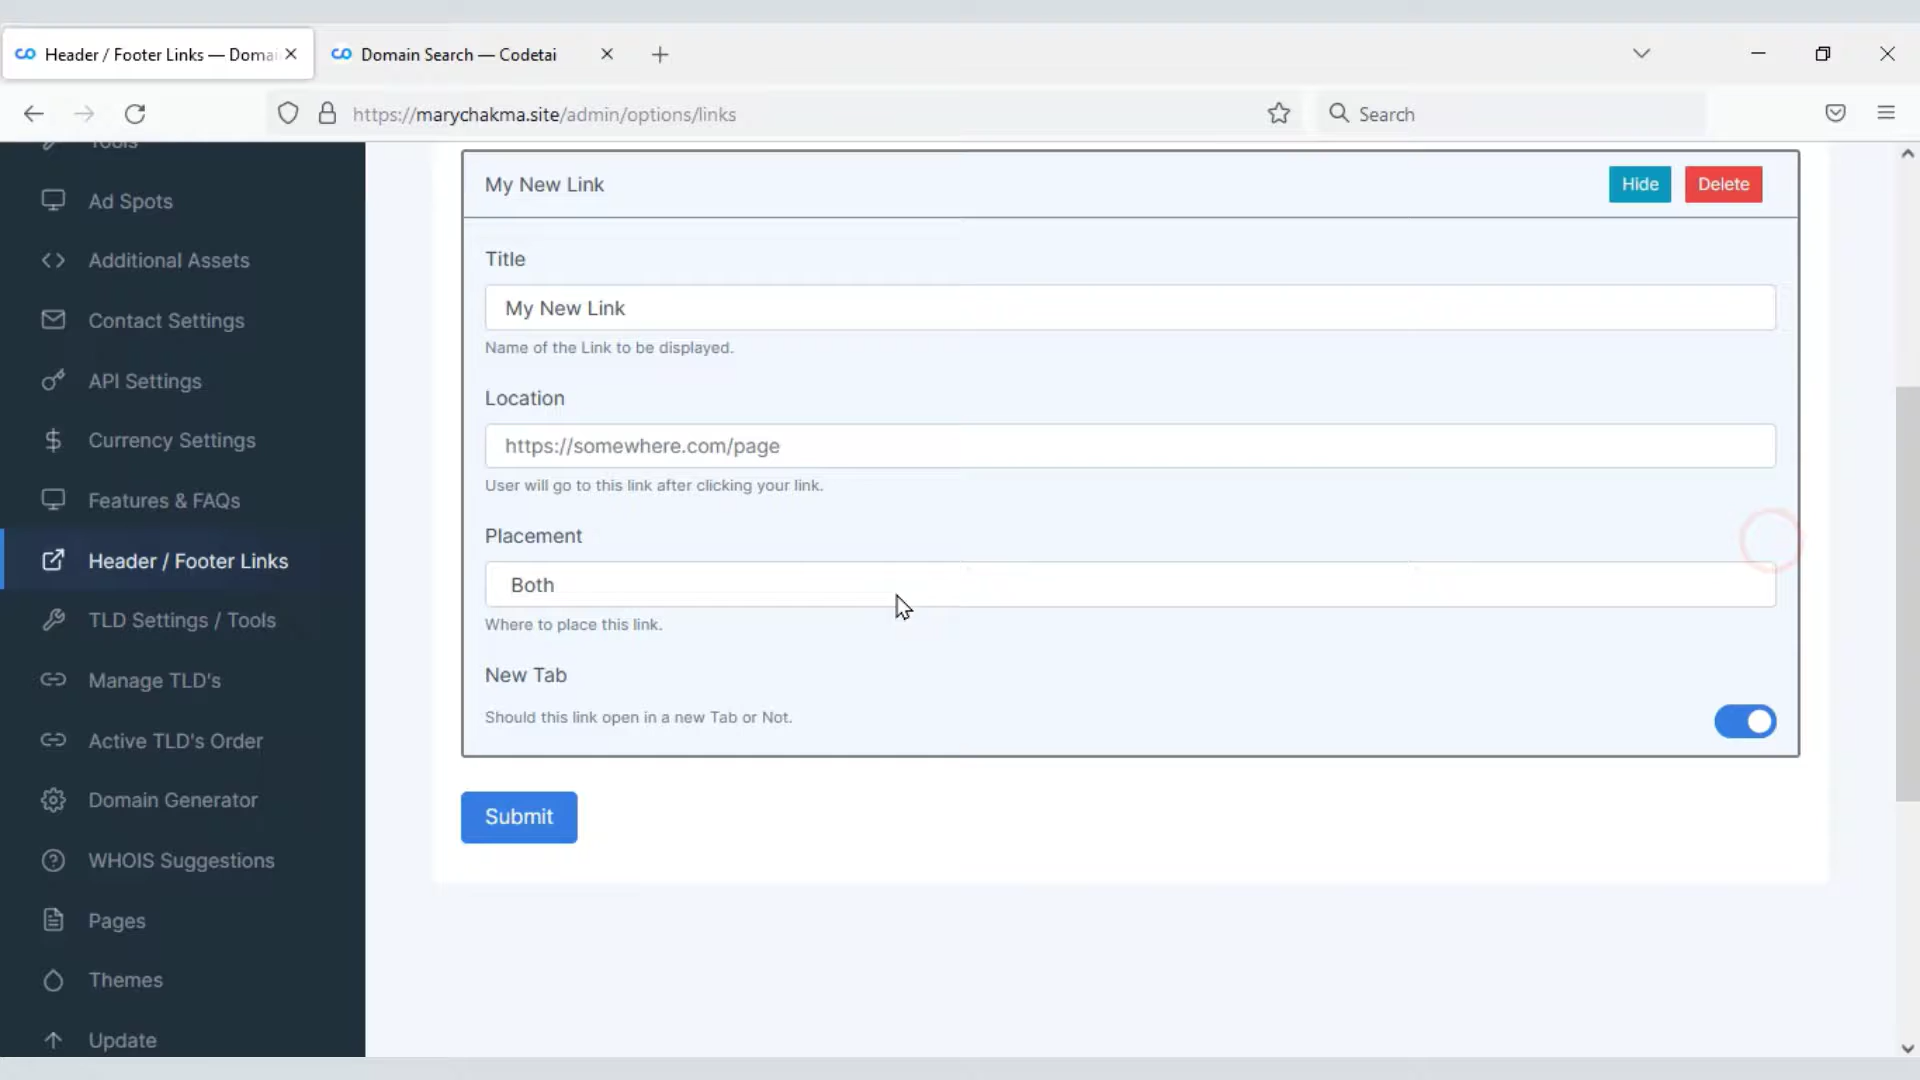 Header / Footer Links — Domai
Domain Search — Codetai
https://marychakma.site/admin/options/links
Search
Tools
Ad Spots
Additional Assets
Contact Settings
API Settings
Currency Settings
Features & FAQs
Header / Footer Links
TLD Settings / Tools
Manage TLD's
Active TLD's Order
Domain Generator
WHOIS Suggestions
Pages
Themes
Update
My New Link
Hide
Delete
Title
My New Link
Name of the Link to be displayed.
Location
https://somewhere.com/page
User will go to this link after clicking your link.
Placement
Both
Where to place this link.
New Tab
Should this link open in a new Tab or Not.
Submit